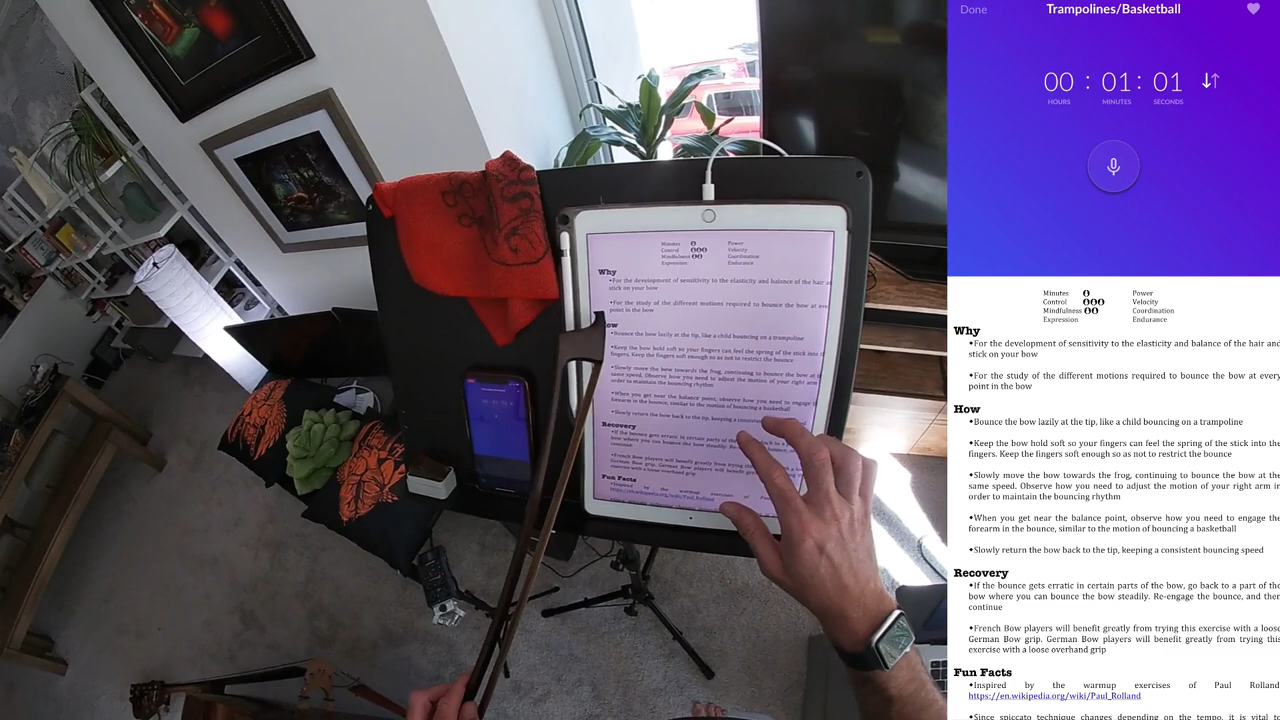 Done
Trampolines/Basketball
00 : 01 : 01
HOURS MINUTES SECONDS
Minutes Power
Control Velocity
Mindfulness Coordination
Expression Endurance
Why
•For the development of sensitivity to the elasticity and balance of the hair and
stick on your bow
•For the study of the different motions required to bounce the bow at every
point in the bow
How
•Bounce the bow lazily at the tip, like a child bouncing on a trampoline
•Keep the bow hold soft so your fingers can feel the spring of the stick into the
fingers. Keep the fingers soft enough so as not to restrict the bounce
•Slowly move the bow towards the frog, continuing to bounce the bow at the
same speed. Observe how you need to adjust the motion of your right arm in
order to maintain the bouncing rhythm
•When you get near the balance point, observe how you need to engage the
forearm in the bounce, similar to the motion of bouncing a basketball
•Slowly return the bow back to the tip, keeping a consistent bouncing speed
Recovery
•If the bounce gets erratic in certain parts of the bow, go back to a part of the
bow where you can bounce the bow steadily. Re-engage the bounce, and then
continue
•French Bow players will benefit greatly from trying this exercise with a loose
German Bow grip. German Bow players will benefit greatly from trying this
exercise with a loose overhand grip
Fun Facts
•Inspired by the warmup exercises of Paul Rolland
https://en.wikipedia.org/wiki/Paul_Rolland
•Since spiccato technique changes depending on the tempo, it is vital to